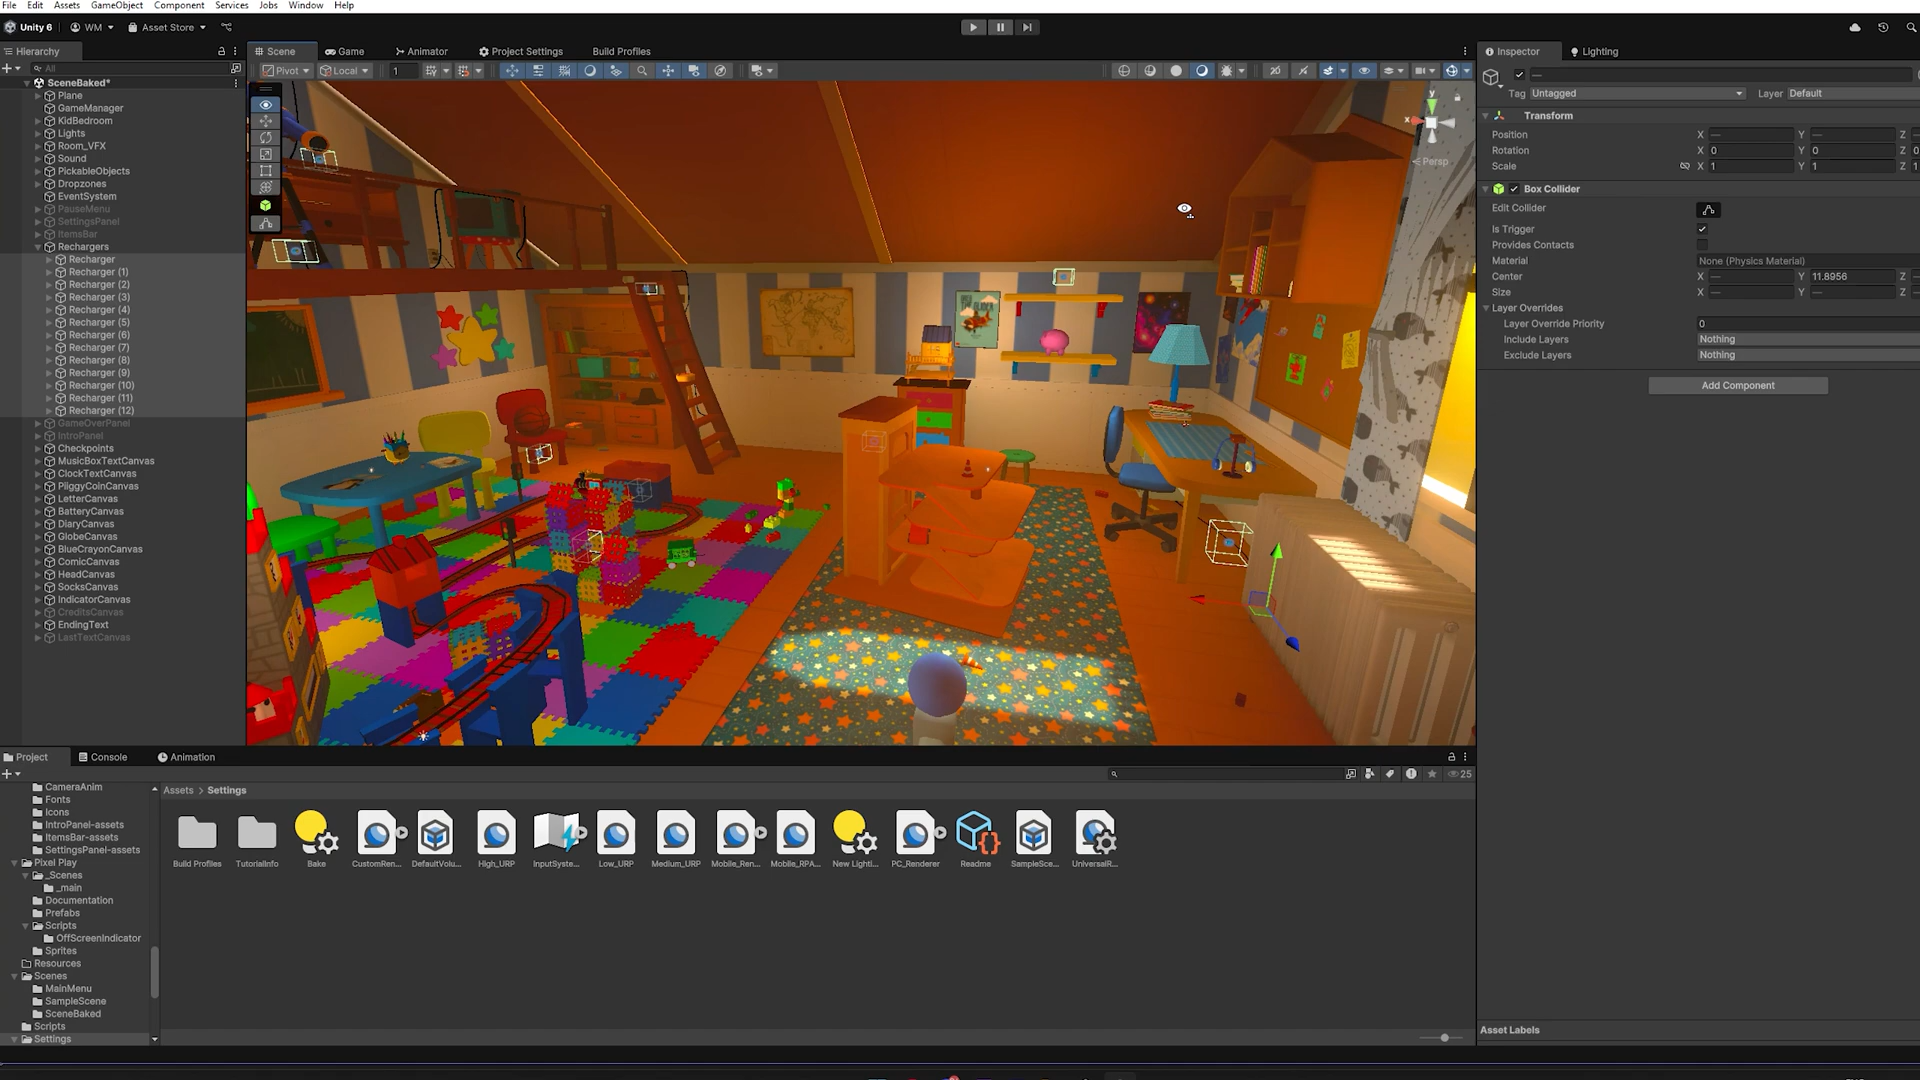 File Edit Assets GameObject Component Services Jobs Window Help
Unity 6 WM Asset Store
Hierarchy
All
SceneBaked*
Plane
GameManager
KidBedroom
Lights
Room_VFX
Sound
PickableObjects
Dropzones
EventSystem
PauseMenu
SettingsPanel
ItemsBar
Rechargers
Recharger
Recharger (1)
Recharger (2)
Recharger (3)
Recharger (4)
Recharger (5)
Recharger (6)
Recharger (7)
Recharger (8)
Recharger (9)
Recharger (10)
Recharger (11)
Recharger (12)
GameOverPanel
IntroPanel
Checkpoints
MusicBoxTextCanvas
ClockTextCanvas
PiiggyCoinCanvas
LetterCanvas
BatteryCanvas
DiaryCanvas
GlobeCanvas
BlueCrayonCanvas
ComicCanvas
HeadCanvas
SocksCanvas
IndicatorCanvas
CreditsCanvas
EndingText
LastTextCanvas
Scene Game Animator Project Settings Build Profiles
Pivot Local 1 2D
y
x
Persp
Inspector Lighting
—
Tag Untagged Layer Default
Transform
Position X — Y — Z
Rotation X 0 Y 0 Z 0
Scale X 1 Y 1 Z 1
Box Collider
Edit Collider
Is Trigger
Provides Contacts
Material None (Physics Material)
Center X — Y 11.8956 Z —
Size X — Y — Z —
Layer Overrides
Layer Override Priority 0
Include Layers Nothing
Exclude Layers Nothing
Add Component
Asset Labels
Project Console Animation
25
CameraAnim
Fonts
Icons
IntroPanel-assets
ItemsBar-assets
SettingsPanel-assets
Pixel Play
_Scenes
_main
Documentation
Prefabs
Scripts
OffScreenIndicator
Sprites
Resources
Scenes
MainMenu
SampleScene
SceneBaked
Scripts
Settings
Assets > Settings
Build Profiles TutorialInfo Bake CustomRen... DefaultVolu... High_URP InputSyste... Low_URP Medium_URP Mobile_Ren... Mobile_RPA... New Lighti... PC_Renderer Readme SampleSce... UniversalR...